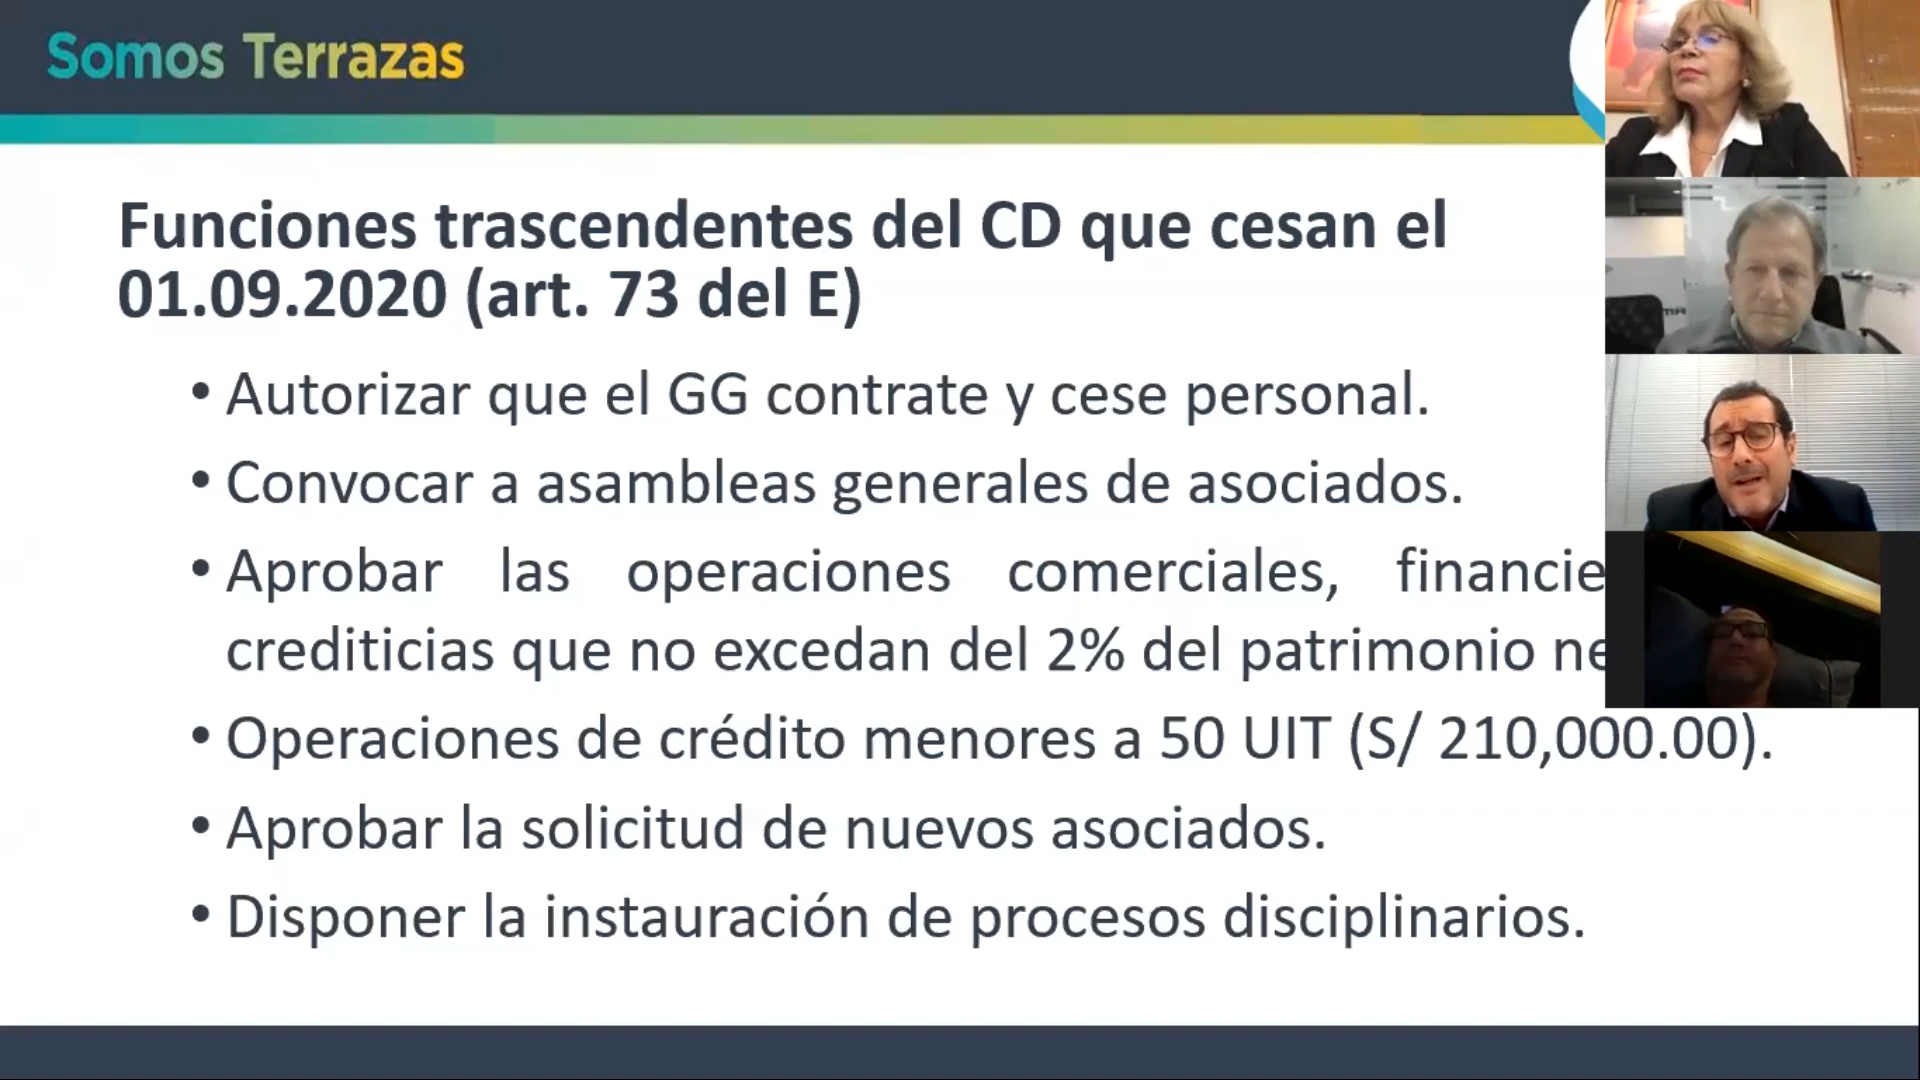 Somos Terrazas
Funciones trascendentes del CD que cesan el
01.09.2020 (art. 73 del E)
• Autorizar que el GG contrate y cese personal.
• Convocar a asambleas generales de asociados.
• Aprobar las operaciones comerciales, financie
crediticias que no excedan del 2% del patrimonio ne
• Operaciones de crédito menores a 50 UIT (S/ 210,000.00).
• Aprobar la solicitud de nuevos asociados.
• Disponer la instauración de procesos disciplinarios.